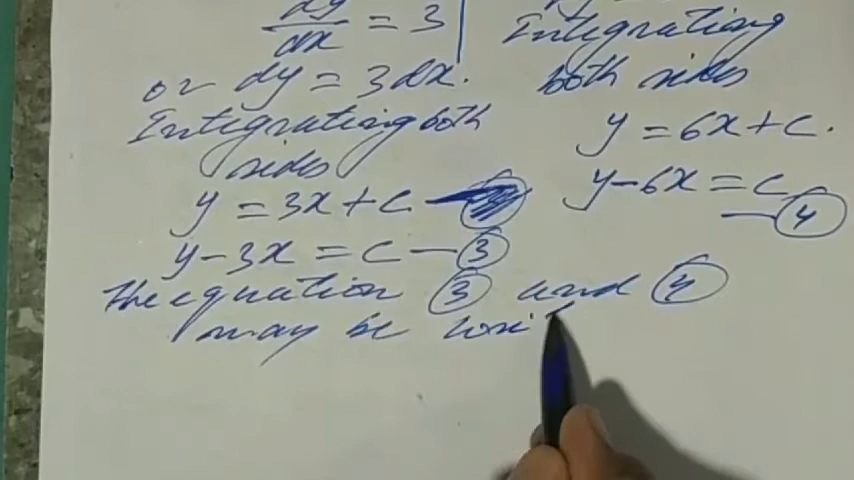 dy/dx = 3
Integrating
or dy = 3dx.
both sides
Integrating both
sides
y = 6x + c.
y = 3x + c
y - 6x = c — 4
y - 3x = c — 3
The equation 3 and 4
may be writ